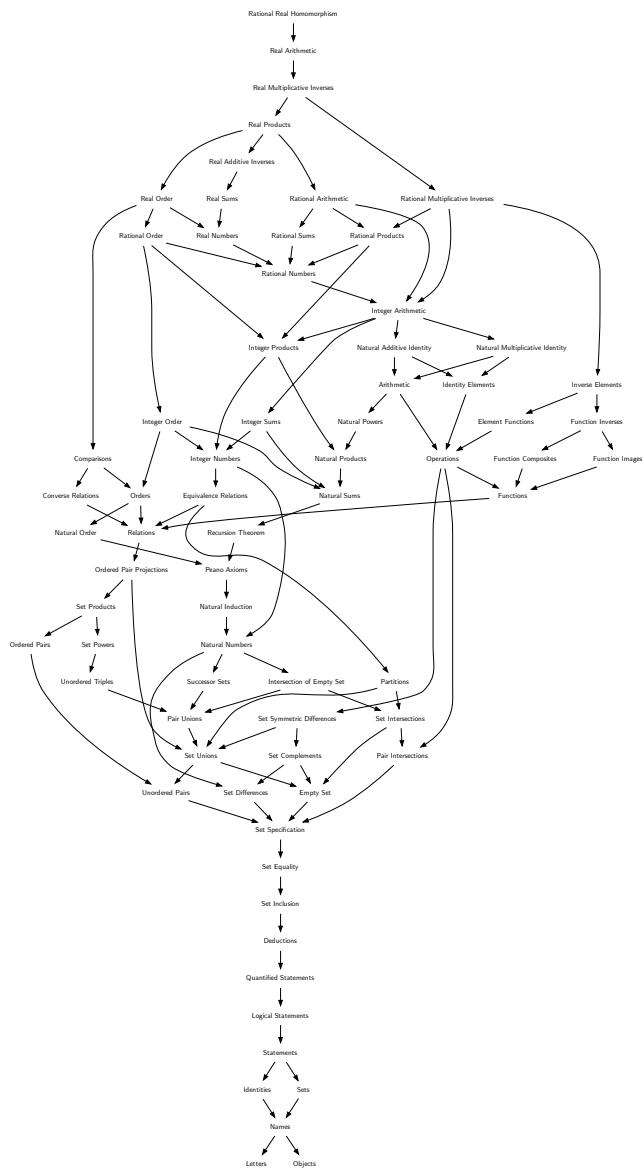 Rational Real Homomorphism
Real Arithmetic
Real Multiplicative Inverses
Real Products
Real Additive Inverses
Real Order Real Sums Rational Arithmetic Rational Multiplicative Inverses
Rational Order Real Numbers Rational Sums Rational Products
Rational Numbers
Integer Arithmetic
Integer Products Natural Additive Identity Natural Multiplicative Identity
Arithmetic Identity Elements Inverse Elements
Integer Order Integer Sums Natural Powers Element Functions Function Inverses
Comparisons Integer Numbers Natural Products Operations Function Composites Function Images
Converse Relations Orders Equivalence Relations Natural Sums Functions
Natural Order Relations Recursion Theorem
Ordered Pair Projections Peano Axioms
Set Products Natural Induction
Ordered Pairs Set Powers Natural Numbers
Unordered Triples Successor Sets Intersection of Empty Set Partitions
Pair Unions Set Symmetric Differences Set Intersections
Set Unions Set Complements Pair Intersections
Unordered Pairs Set Differences Empty Set
Set Specification
Set Equality
Set Inclusion
Deductions
Quantified Statements
Logical Statements
Statements
Identities Sets
Names
Letters Objects